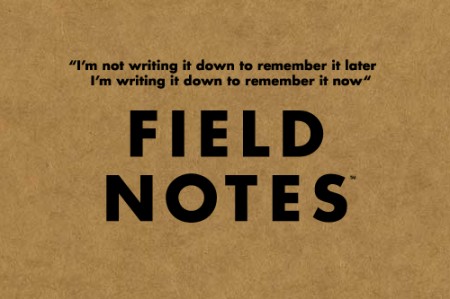 “I’m not writing it down to remember it later
I’m writing it down to remember it now“
FIELD
NOTES™